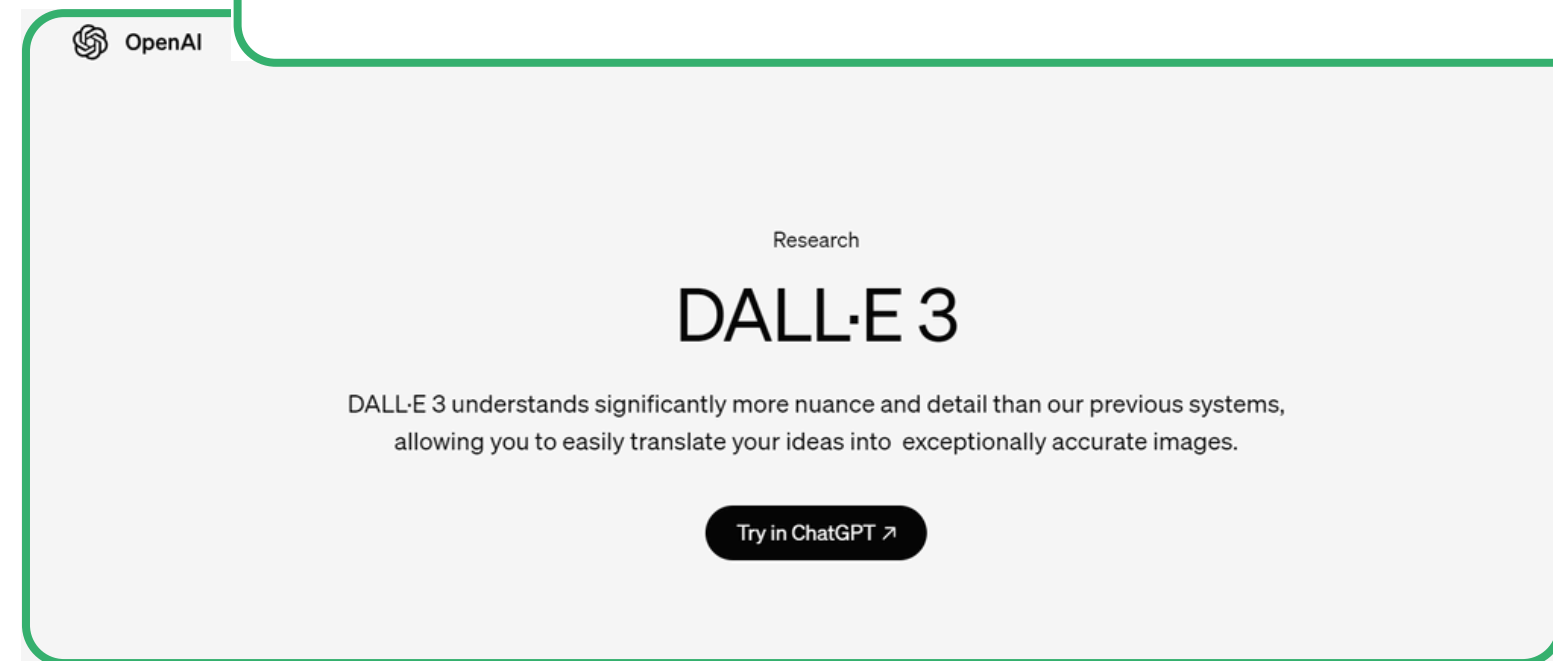 OpenAI
Research
DALL·E 3
DALL·E 3 understands significantly more nuance and detail than our previous systems,
allowing you to easily translate your ideas into exceptionally accurate images.
Try in ChatGPT ↗